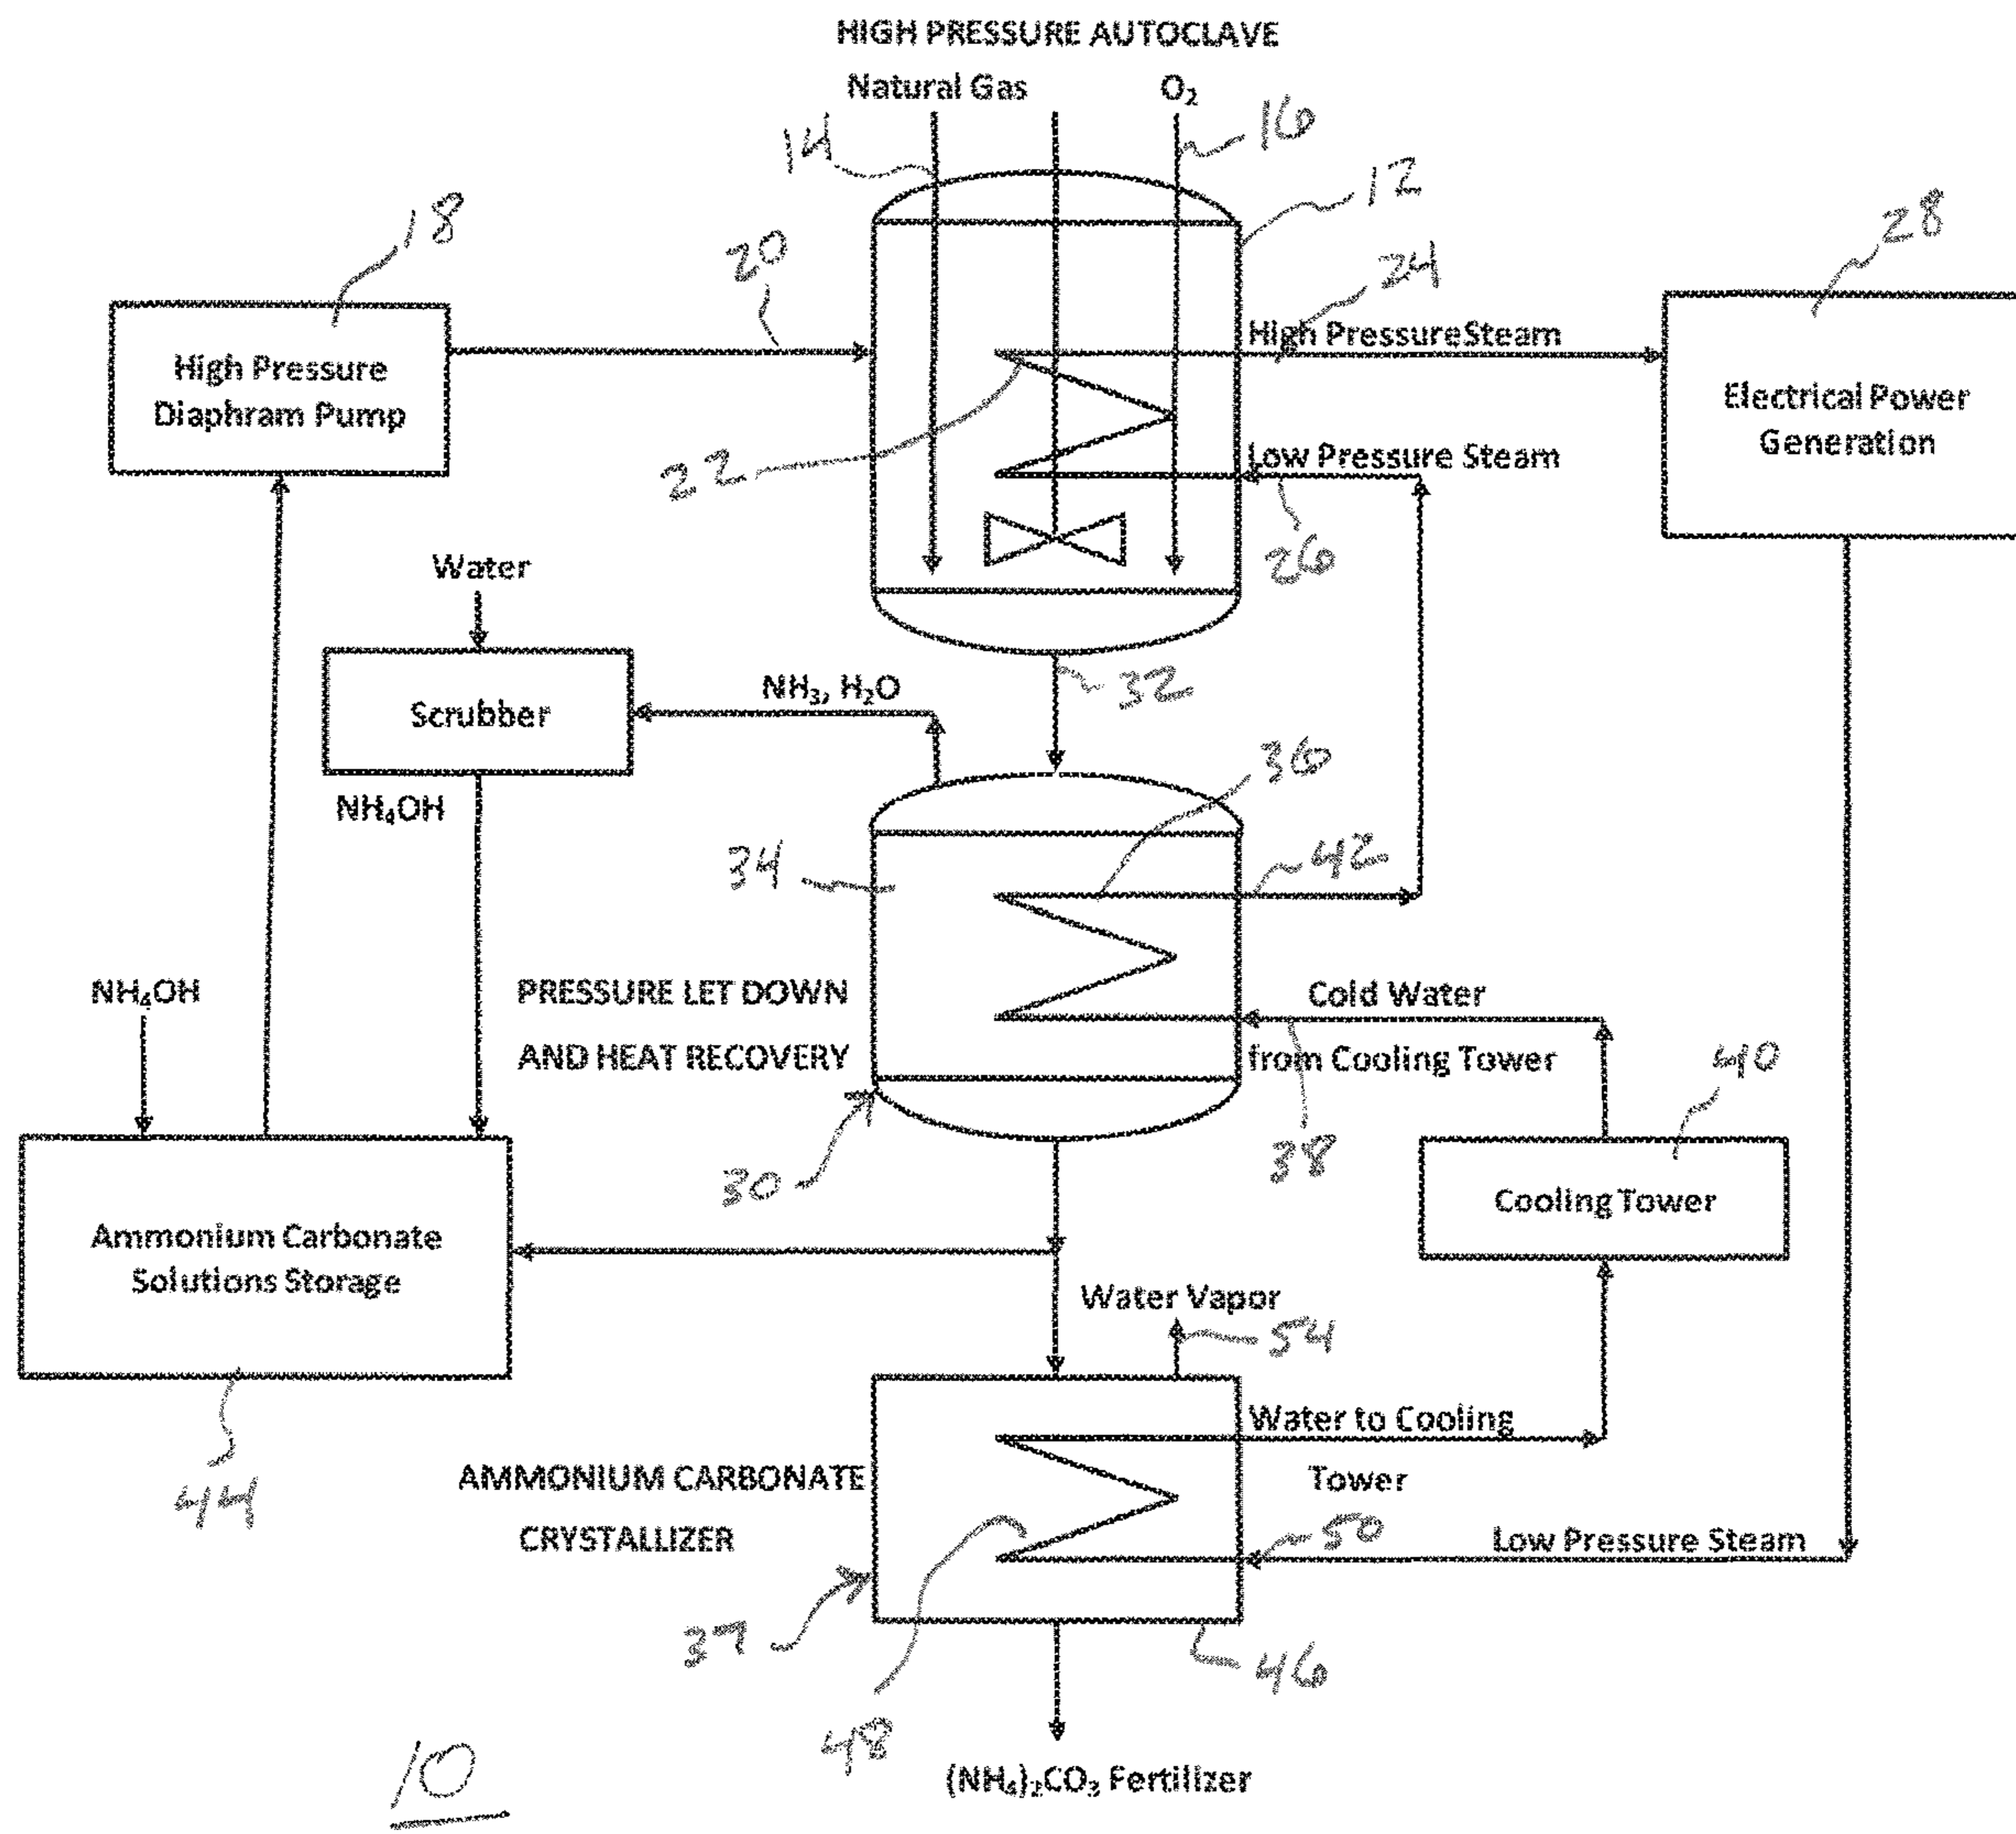 HIGH PRESSURE AUTOCLAVE
Natural Gas
O₂
14
16
12
18
20
24
28
High Pressure
Diaphram Pump
High PressureSteam
Electrical Power
Generation
22
Low Pressure Steam
26
Water
32
Scrubber
NH₃, H₂O
36
NH₄OH
34
42
NH₄OH
PRESSURE LET DOWN
AND HEAT RECOVERY
Cold Water
from Cooling Tower
40
38
30
Cooling Tower
Ammonium Carbonate
Solutions Storage
Water Vapor
54
44
Water to Cooling
Tower
AMMONIUM CARBONATE
CRYSTALLIZER
50
Low Pressure Steam
37
46
48
(NH₄)₂CO₃ Fertilizer
10